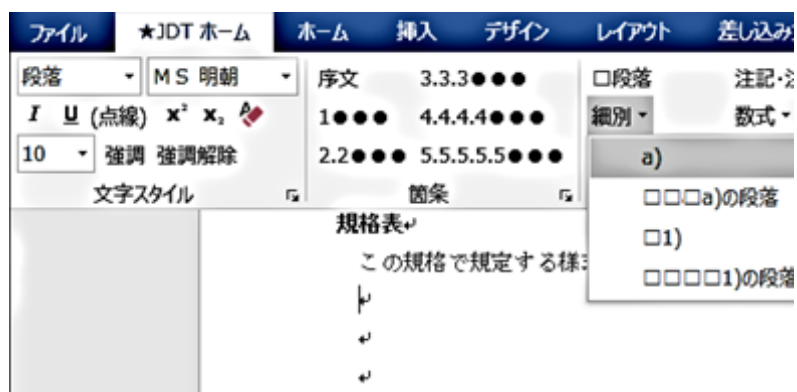 ファイル ★JDT ホーム ホーム 挿入 デザイン レイアウト 差し込み
段落 MS 明朝 序文 3.3.3●●● □段落 注記・
I U (点線) x² x₂ 1●●● 4.4.4.4●●● 細別 数式
10 強調 強調解除 2.2●●● 5.5.5.5.5●●● a)
文字スタイル 箇条 □□□a)の段落
規格表↵ □1)
この規格で規定する様 □□□□1)の段落
↵
↵
↵